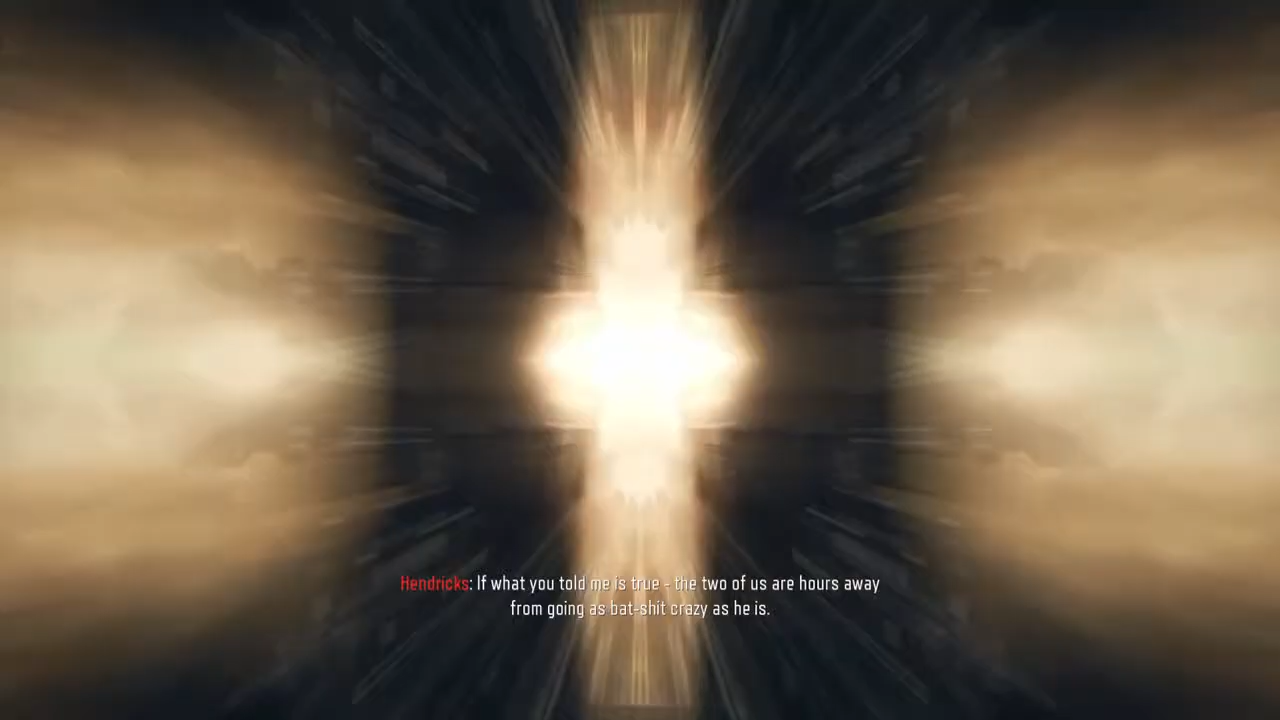 Hendricks: If what you told me is true - the two of us are hours away
from going as bat-shit crazy as he is.